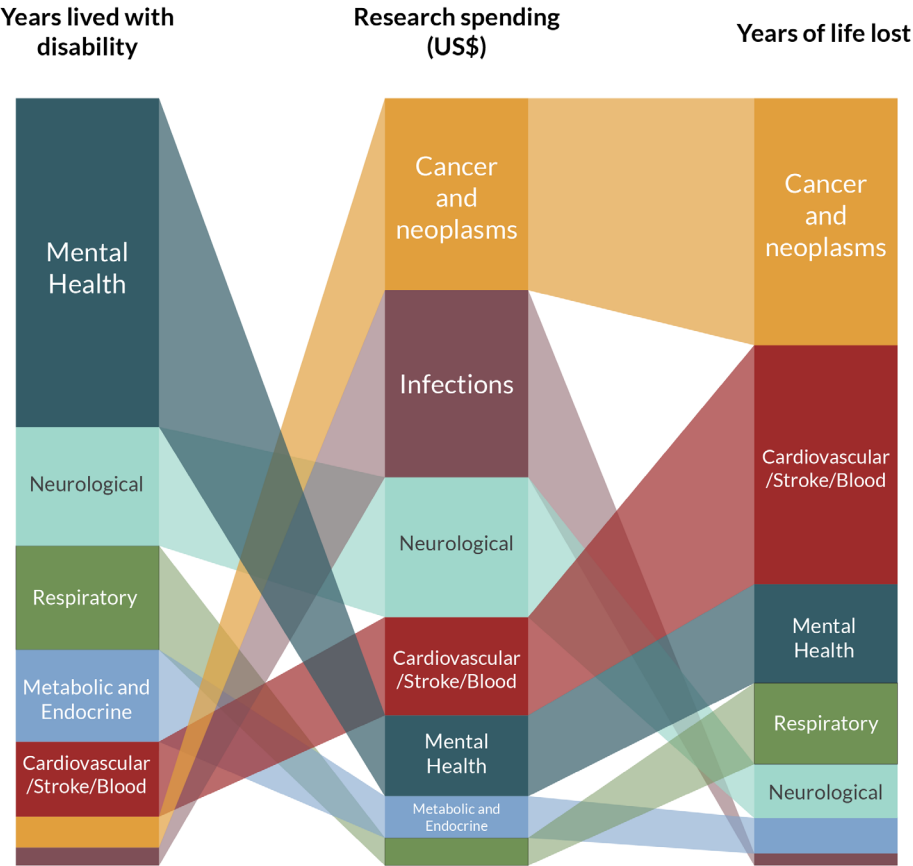 Years lived with
disability
Research spending
(US$)
Years of life lost
Mental
Health
Neurological
Respiratory
Metabolic and
Endocrine
Cardiovascular
/Stroke/Blood
Cancer
and
neoplasms
Infections
Neurological
Cardiovascular
/Stroke/Blood
Mental
Health
Metabolic and
Endocrine
Cancer
and
neoplasms
Cardiovascular
/Stroke/Blood
Mental
Health
Respiratory
Neurological